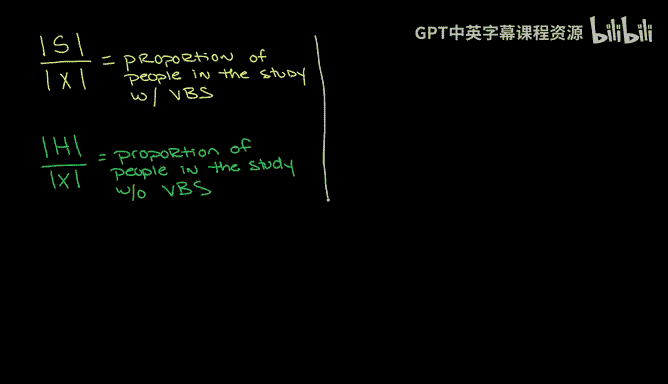 GPT中英字幕课程资源 bilibili
|S|
|X|
= proportion of
people in the study
w/ VBS
|H|
|X|
= proportion of
people in the study
w/o VBS